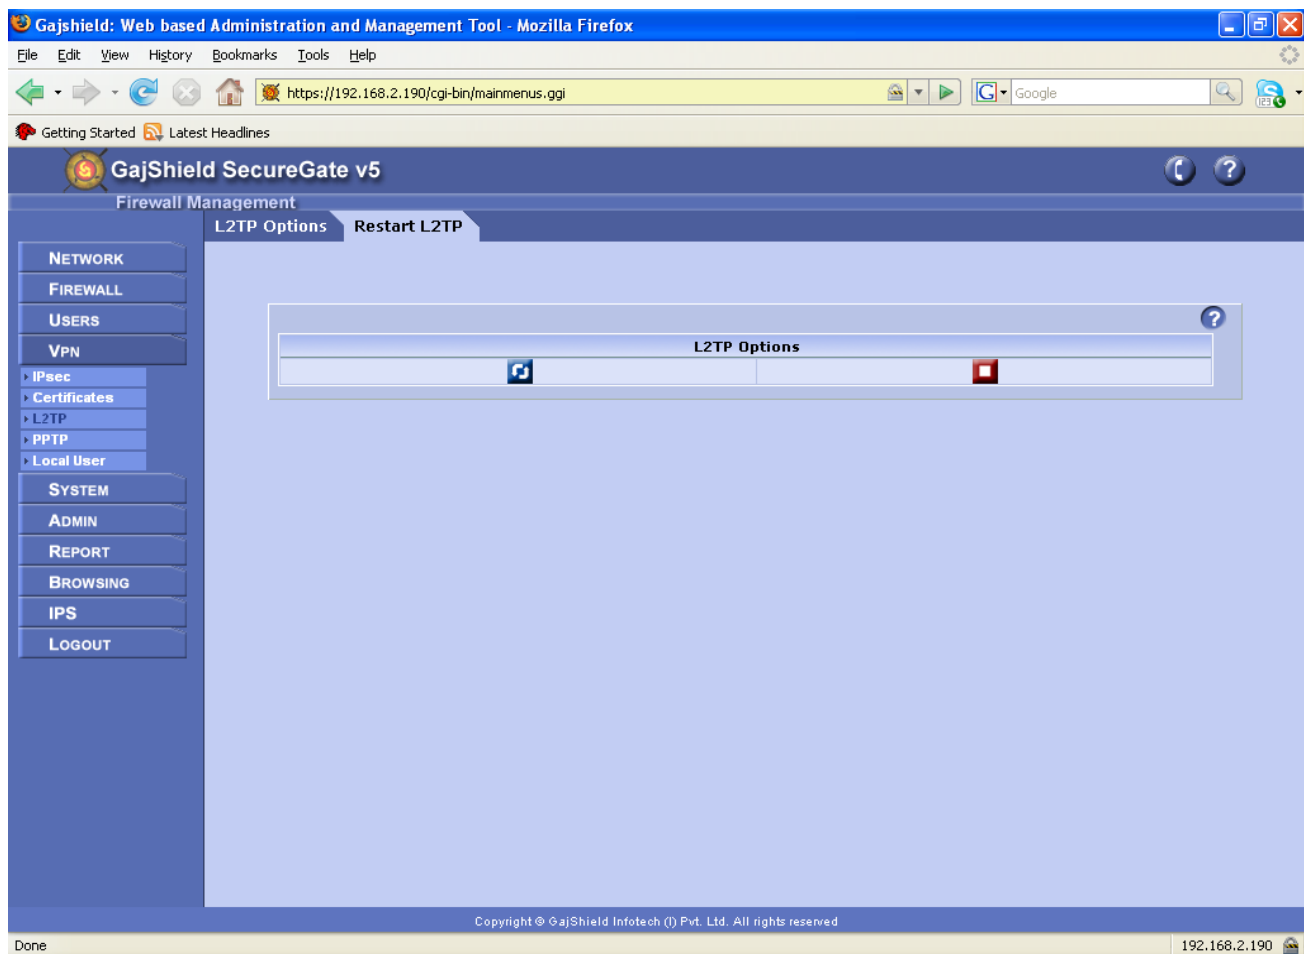 Gajshield: Web based Administration and Management Tool - Mozilla Firefox
File Edit View History Bookmarks Tools Help
https://192.168.2.190/cgi-bin/mainmenus.ggi
G Google
123
Getting Started Latest Headlines
GajShield SecureGate v5
?
Firewall Management
L2TP Options Restart L2TP
NETWORK
FIREWALL
USERS
VPN
IPsec
Certificates
L2TP
PPTP
Local User
SYSTEM
ADMIN
REPORT
BROWSING
IPS
LOGOUT
?
L2TP Options
Copyright © GajShield Infotech (I) Pvt. Ltd. All rights reserved
Done 192.168.2.190